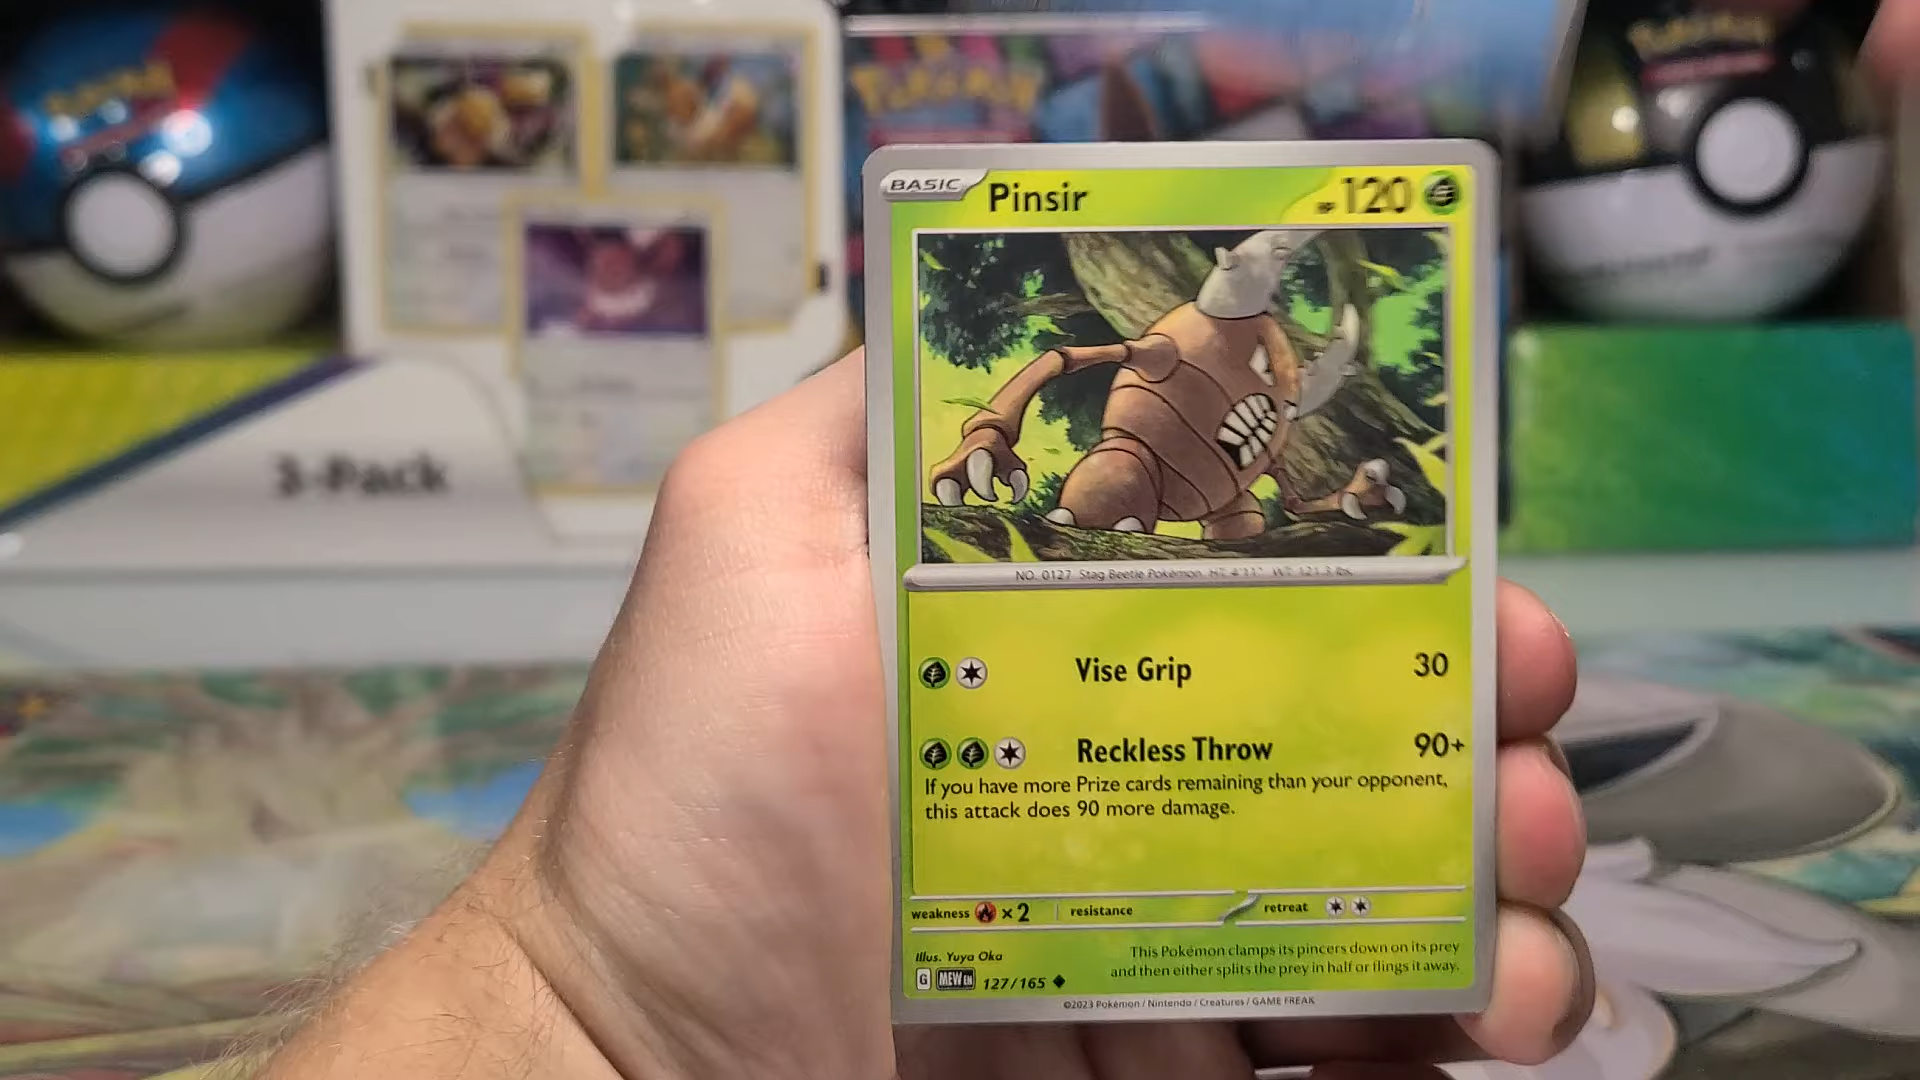 Pokémon
Pokémon
Pokémon
3-Pack
BASIC Pinsir HP 120
NO. 0127 Stag Beetle Pokémon HT: 4'11" WT: 121.3 lbs.
Vise Grip 30
Reckless Throw 90+
If you have more Prize cards remaining than your opponent,
this attack does 90 more damage.
weakness ×2 resistance retreat
Illus. Yuya Oka
This Pokémon clamps its pincers down on its prey
and then either splits the prey in half or flings it away.
G MEW EN 127/165
©2023 Pokémon / Nintendo / Creatures / GAME FREAK